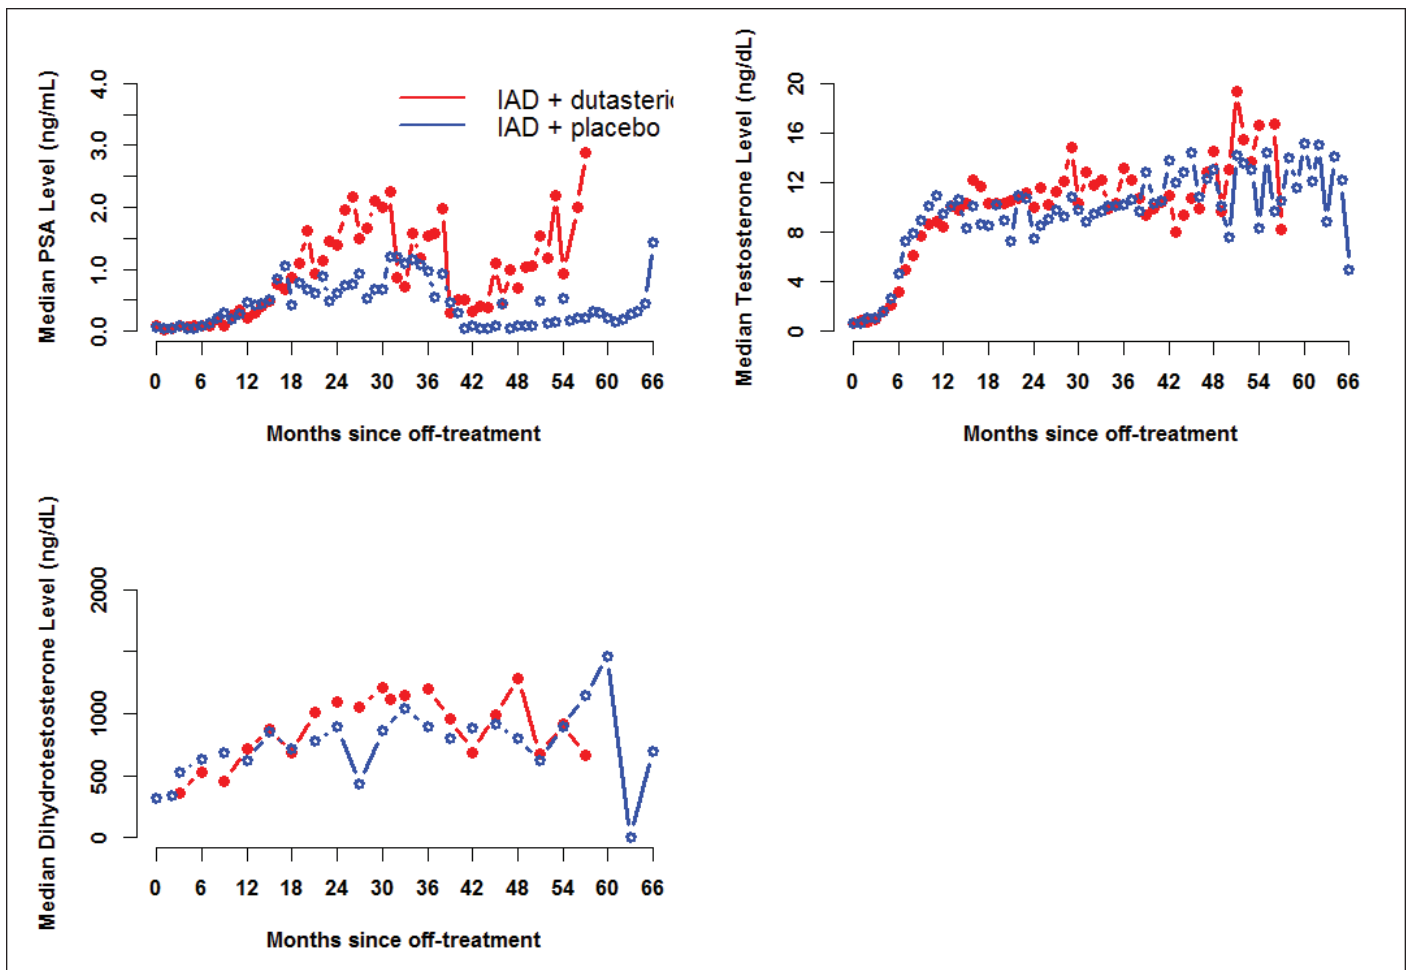 Median PSA Level (ng/mL)
4.0
3.0
2.0
1.0
0.0
IAD + dutasteri
IAD + placebo
0 6 12 18 24 30 36 42 48 54 60 66
Months since off-treatment
Median Testosterone Level (ng/dL)
20
16
12
8
4
0
0 6 12 18 24 30 36 42 48 54 60 66
Months since off-treatment
Median Dihydrotestosterone Level (ng/dL)
2000
1000
500
0
0 6 12 18 24 30 36 42 48 54 60 66
Months since off-treatment